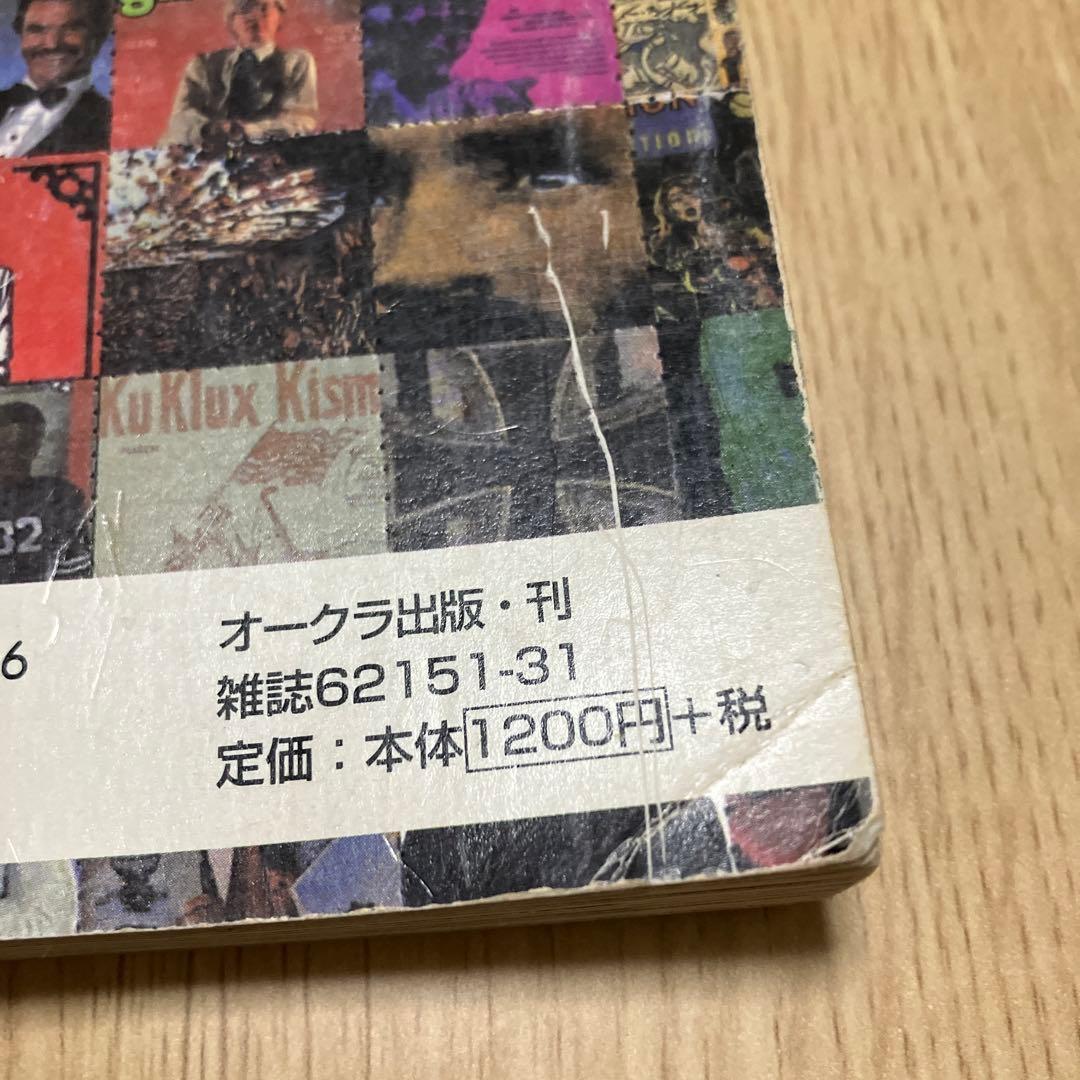 g
TION
Ku Klux Kism
32
6
オークラ出版・刊
雑誌62151-31
定価：本体1200円+税